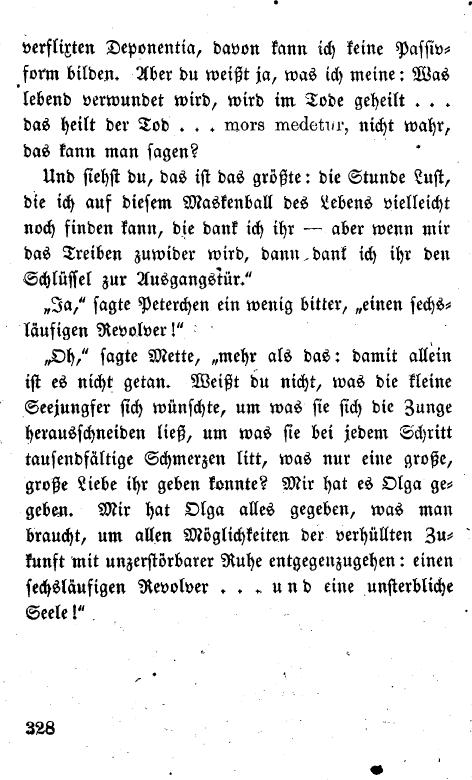 verflixten Deponentia, davon kann ich keine Passiv-
form bilden. Aber du weißt ja, was ich meine: Was
lebend verwundet wird, wird im Tode geheilt . . .
das heilt der Tod . . . mors medetur, nicht wahr,
das kann man sagen?
Und siehst du, das ist das größte: die Stunde Lust,
die ich auf diesem Maskenball des Lebens vielleicht
noch finden kann, die dank ich ihr — aber wenn mir
das Treiben zuwider wird, dann dank ich ihr den
Schlüssel zur Ausgangstür.“
„Ja,“ sagte Peterchen ein wenig bitter, „einen sechs-
läufigen Revolver!“
„Oh,“ sagte Mette, „mehr als das: damit allein
ist es nicht getan. Weißt du nicht, was die kleine
Seejungfer sich wünschte, um was sie sich die Zunge
herausschneiden ließ, um was sie bei jedem Schritt
tausendfältige Schmerzen litt, was nur eine große,
große Liebe ihr geben konnte? Mir hat es Olga ge-
geben. Mir hat Olga alles gegeben, was man
braucht, um allen Möglichkeiten der verhüllten Zu-
kunft mit unzerstörbarer Ruhe entgegenzugehen: einen
sechsläufigen Revolver . . . und eine unsterbliche
Seele!“
328